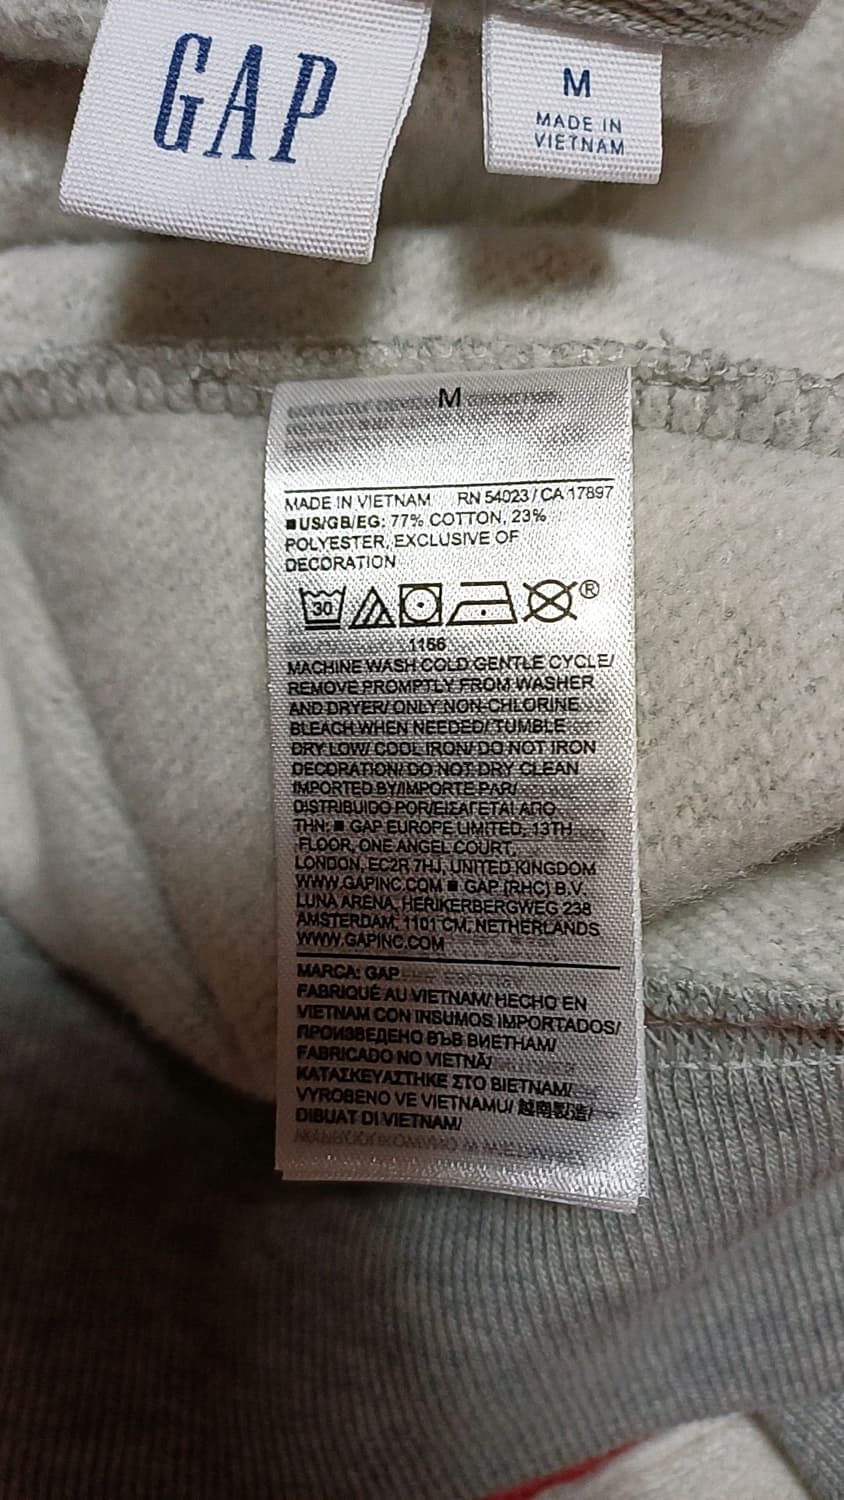 GAP
M
MADE IN
VIETNAM
M
MADE IN VIETNAM RN 54023 / CA 17897
■US/GB/EG: 77% COTTON, 23%
POLYESTER, EXCLUSIVE OF
DECORATION
30 ®
1166
MACHINE WASH COLD GENTLE CYCLE/
REMOVE PROMPTLY FROM WASHER
AND DRYER/ ONLY NON-CHLORINE
BLEACH WHEN NEEDED/ TUMBLE
DRY LOW/ COOL IRON/ DO NOT IRON
DECORATION/ DO NOT DRY CLEAN
IMPORTED BY/IMPORTE PAR/
DISTRIBUIDO POR/ΕΙΣΑΓΕΤΑΙ ΑΠΟ
ΤΗΝ: ■ GAP EUROPE LIMITED, 13TH
FLOOR, ONE ANGEL COURT,
LONDON, EC2R 7HJ, UNITED KINGDOM
WWW.GAPINC.COM ■ GAP (RHC) B.V.
LUNA ARENA, HERIKERBERGWEG 238
AMSTERDAM, 1101 CM, NETHERLANDS
WWW.GAPINC.COM
MARCA: GAP
FABRIQUÉ AU VIETNAM/ HECHO EN
VIETNAM CON INSUMOS IMPORTADOS/
ПРОИЗВЕДЕНО ВЪВ ВИЕТНАМ/
FABRICADO NO VIETNÃ/
ΚΑΤΑΣΚΕΥΑΣΤΗΚΕ ΣΤΟ ΒΙΕΤΝΑΜ/
VYROBENO VE VIETNAMU/ 越南製造/
DIBUAT DI VIETNAM/